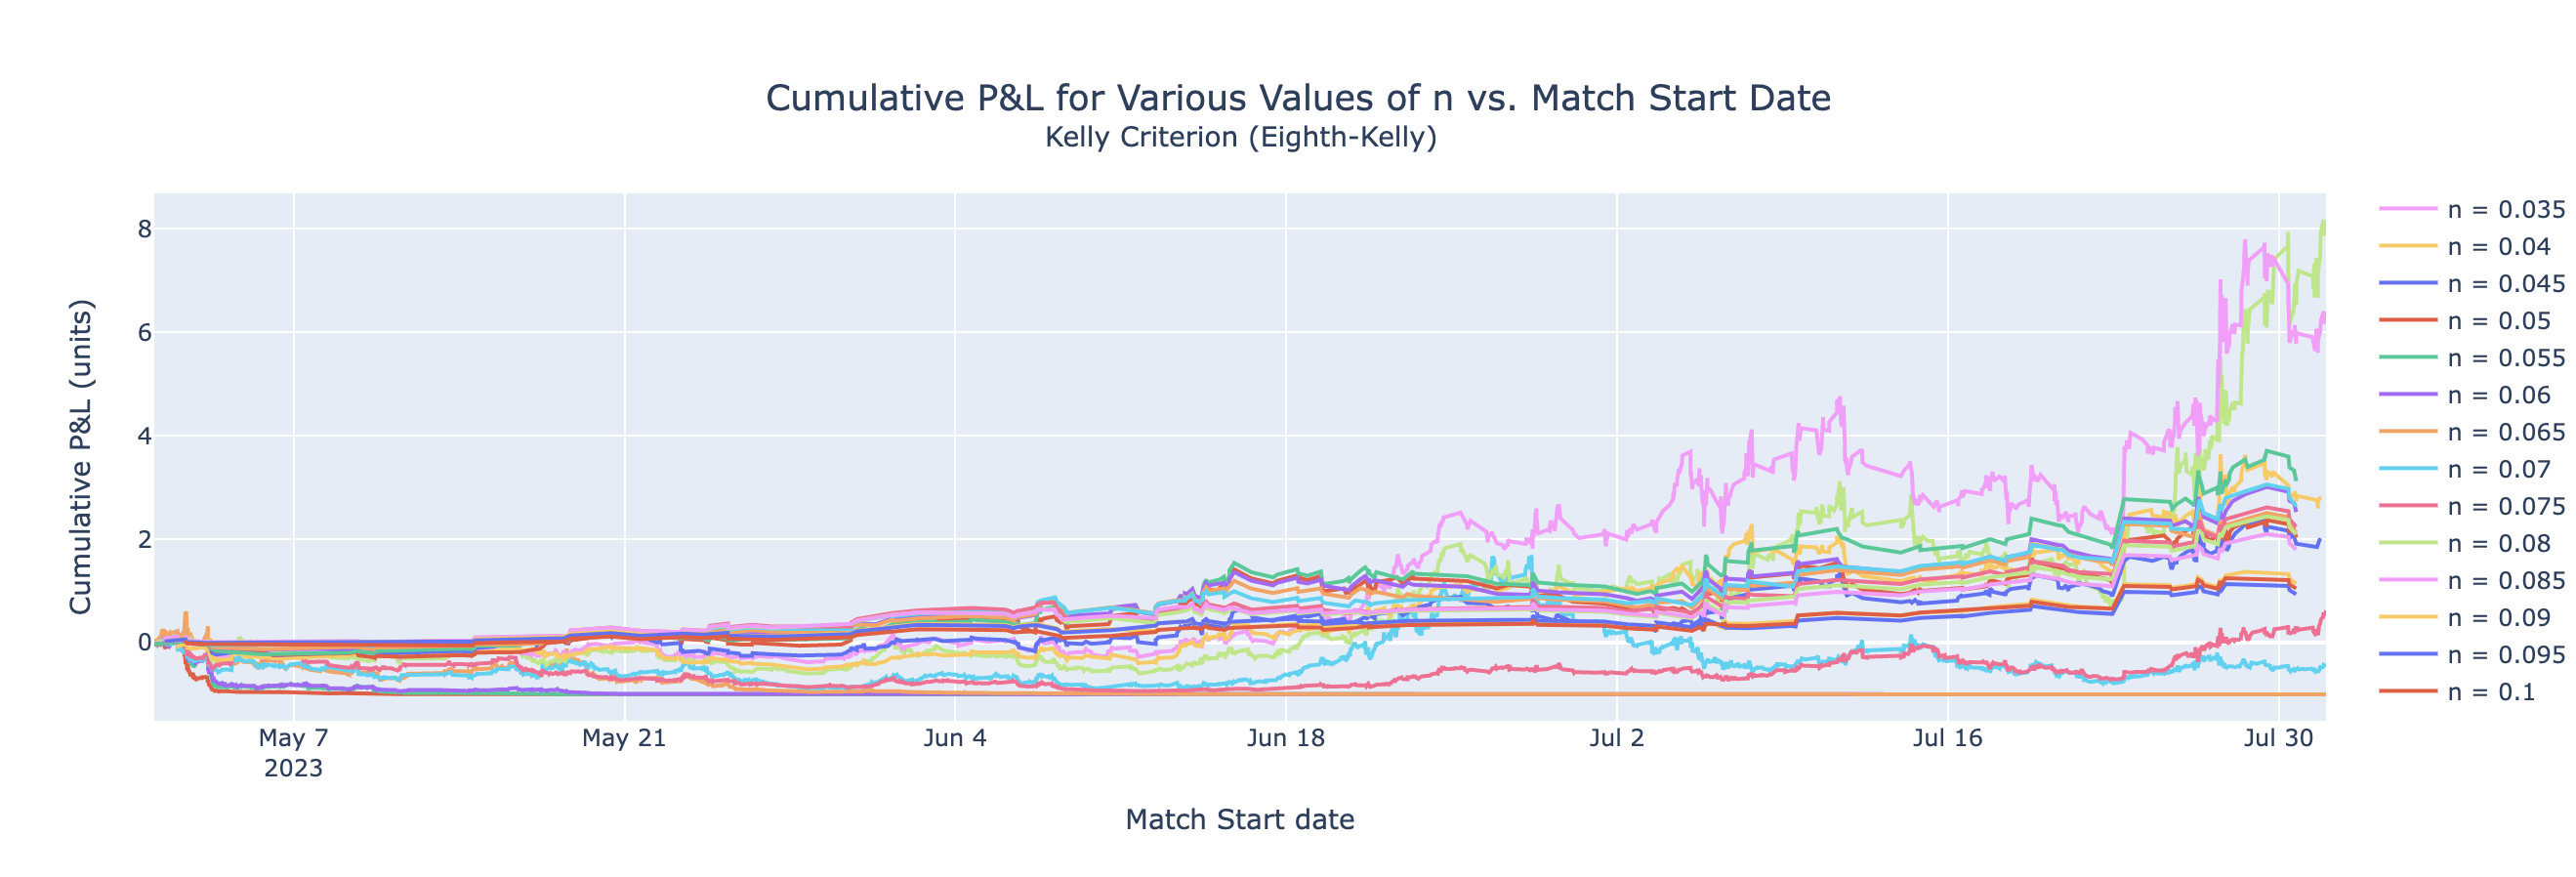 Cumulative P&L for Various Values of n vs. Match Start Date
Kelly Criterion (Eighth-Kelly)
Cumulative P&L (units)
8
6
4
2
0
May 7
2023
May 21
Jun 4
Jun 18
Jul 2
Jul 16
Jul 30
Match Start date
n = 0.035
n = 0.04
n = 0.045
n = 0.05
n = 0.055
n = 0.06
n = 0.065
n = 0.07
n = 0.075
n = 0.08
n = 0.085
n = 0.09
n = 0.095
n = 0.1